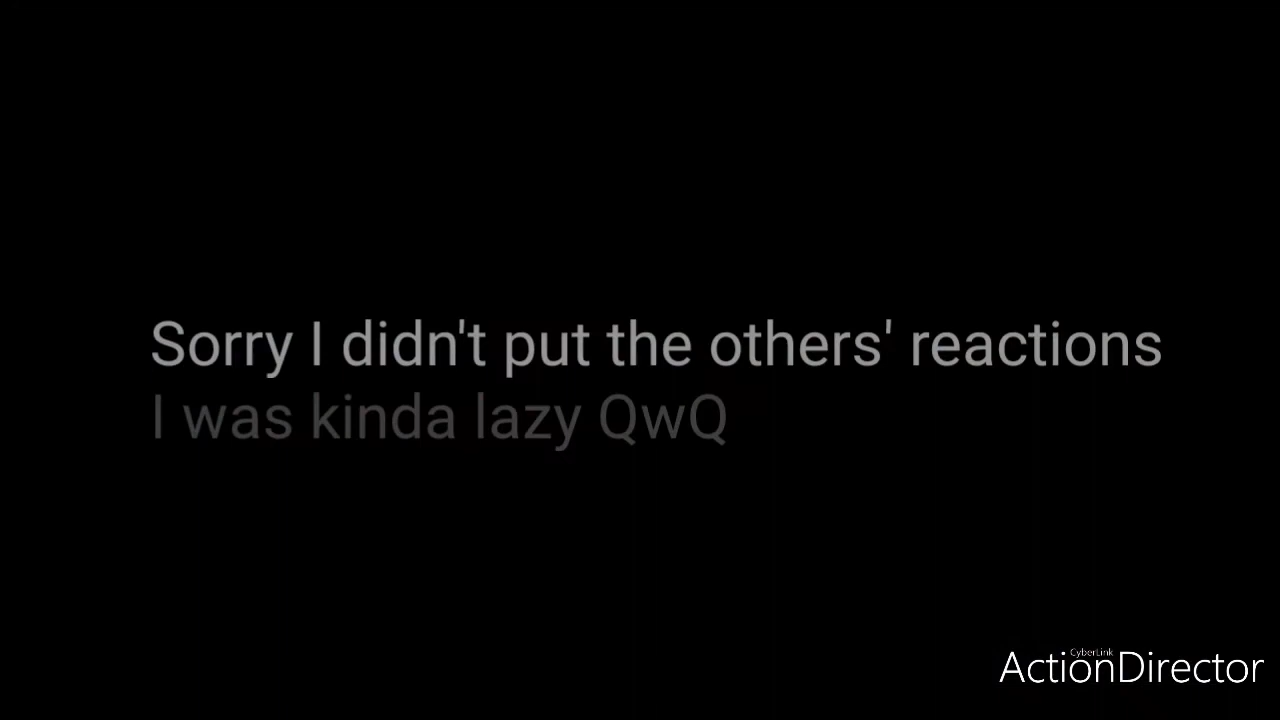 Sorry I didn't put the others' reactions
I was kinda lazy QwQ
CyberLink
ActionDirector